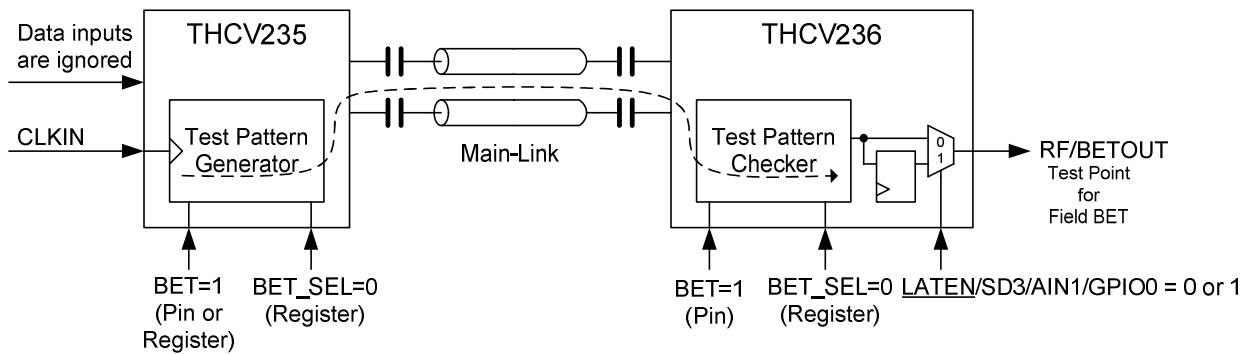 Data inputs
are ignored
THCV235
THCV236
CLKIN
Test Pattern
Generator
Main-Link
Test Pattern
Checker
0
1
RF/BETOUT
Test Point
for
Field BET
BET=1
(Pin or
Register)
BET_SEL=0
(Register)
BET=1
(Pin)
BET_SEL=0
(Register)
LATEN/SD3/AIN1/GPIO0 = 0 or 1